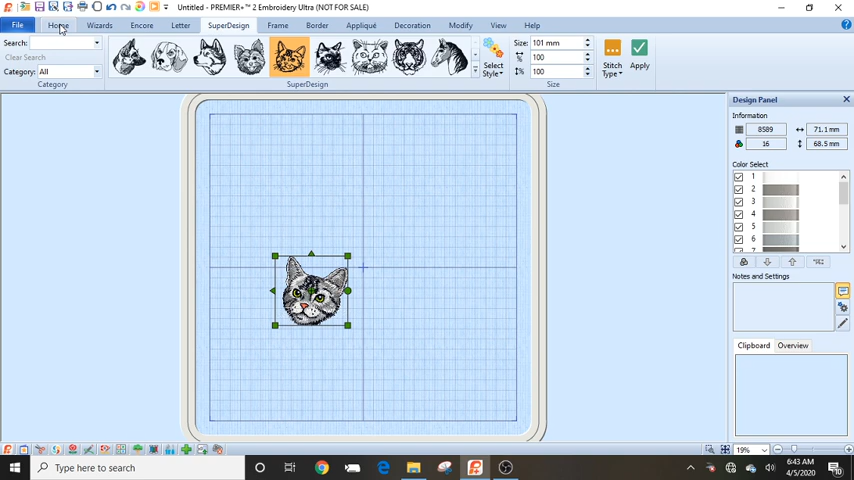 Untitled - PREMIER+™ 2 Embroidery Ultra (NOT FOR SALE)
File Home Wizards Encore Letter SuperDesign Frame Border Appliqué Decoration Modify View Help
Search:
Clear Search
Category: All
Category
SuperDesign
Select Style
Size: 101 mm
100
100
Size
Stitch Type
Apply
Design Panel
Information
8589 71.1 mm
16 68.5 mm
Color Select
1
2
3
4
5
6
7
Notes and Settings
Clipboard Overview
19%
Type here to search
6:43 AM
4/5/2020